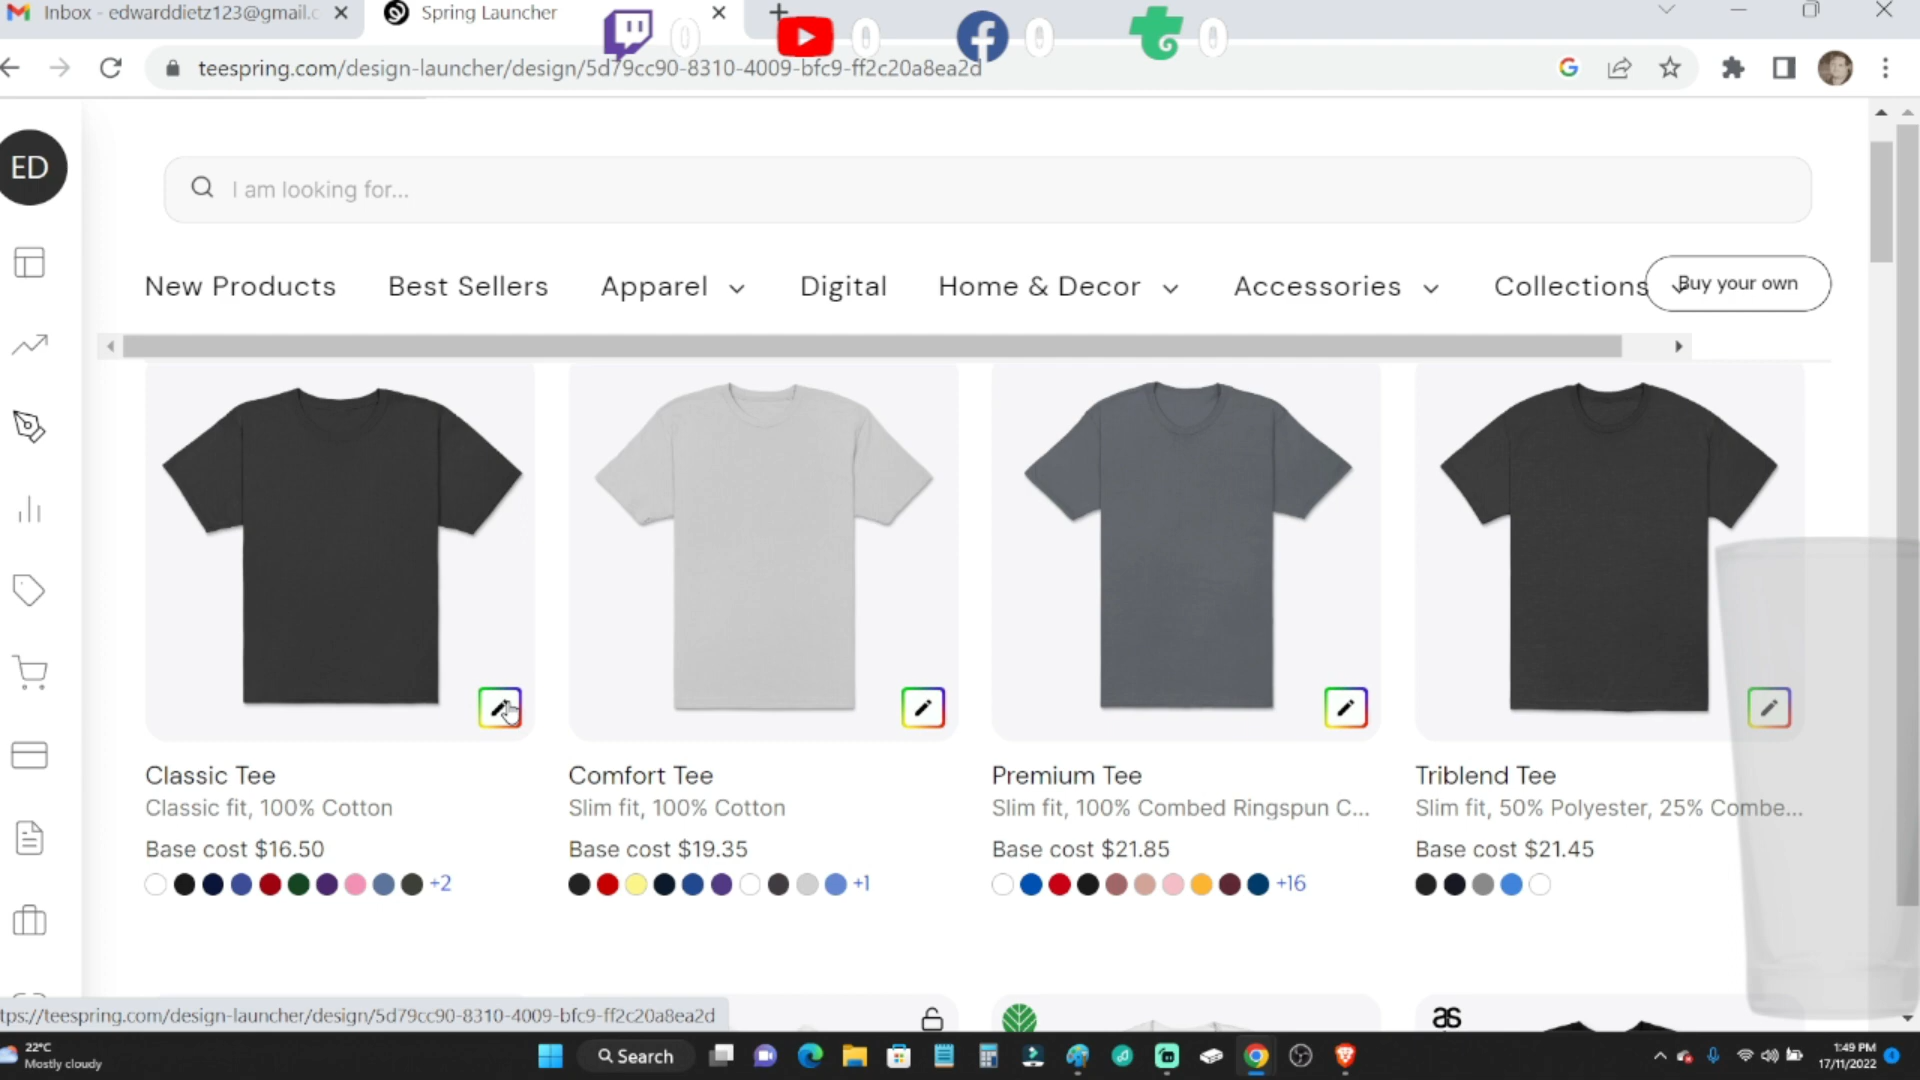 Inbox - edwarddietz123@gmail.c
Spring Launcher
0
0
0
0
teespring.com/design-launcher/design/5d79cc90-8310-4009-bfc9-ff2c20a8ea2d
ED
I am looking for...
New Products
Best Sellers
Apparel
Digital
Home & Decor
Accessories
Collections
Buy your own
Classic Tee
Classic fit, 100% Cotton
Base cost $16.50
+2
Comfort Tee
Slim fit, 100% Cotton
Base cost $19.35
+1
Premium Tee
Slim fit, 100% Combed Ringspun C...
Base cost $21.85
+16
Triblend Tee
Slim fit, 50% Polyester, 25% Combe...
Base cost $21.45
tps://teespring.com/design-launcher/design/5d79cc90-8310-4009-bfc9-ff2c20a8ea2d
as
22°C
Mostly cloudy
Search
1:49 PM
17/11/2022